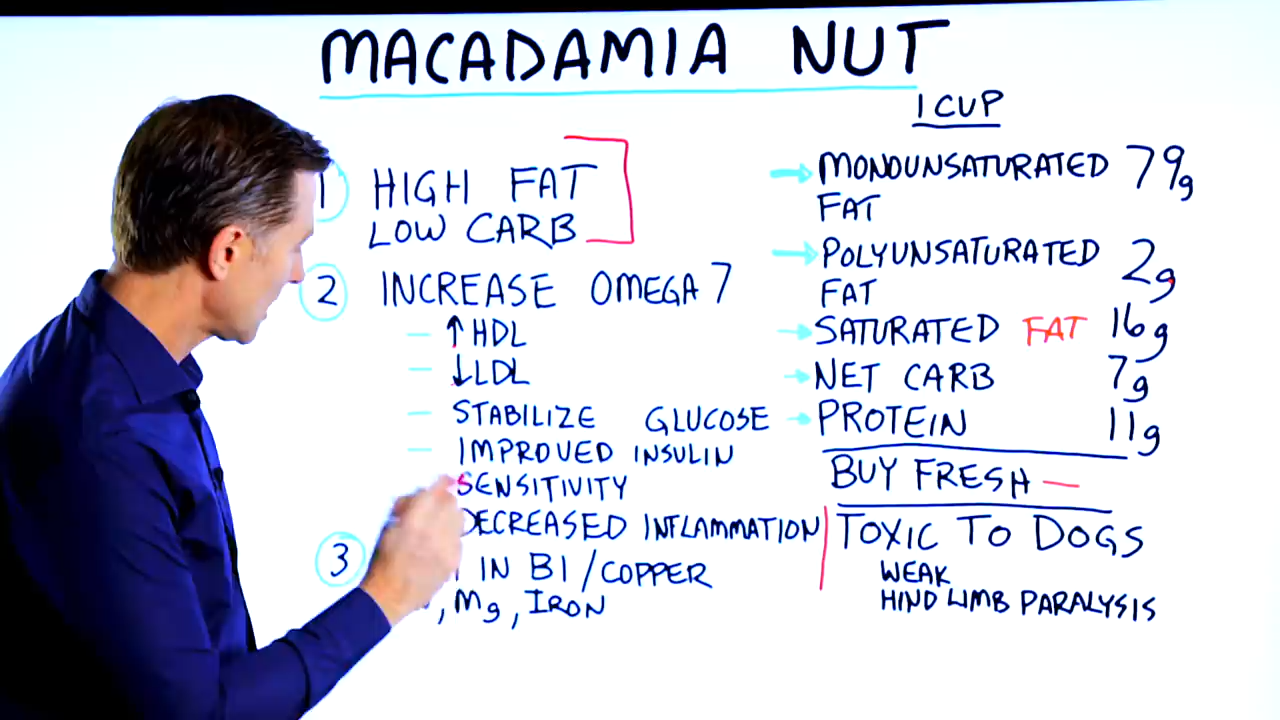 MACADAMIA NUT
1 HIGH FAT
LOW CARB
2 INCREASE OMEGA 7
- ↑ HDL
- ↓ LDL
- STABILIZE GLUCOSE
- IMPROVED INSULIN
SENSITIVITY
DECREASED INFLAMMATION
3 IN B1 / COPPER
, Mg, IRON
1 CUP
→ MONOUNSATURATED 79g
FAT
→ POLYUNSATURATED 2g
FAT
→ SATURATED FAT 16g
→ NET CARB 7g
→ PROTEIN 11g
BUY FRESH —
TOXIC TO DOGS
WEAK
HIND LIMB PARALYSIS